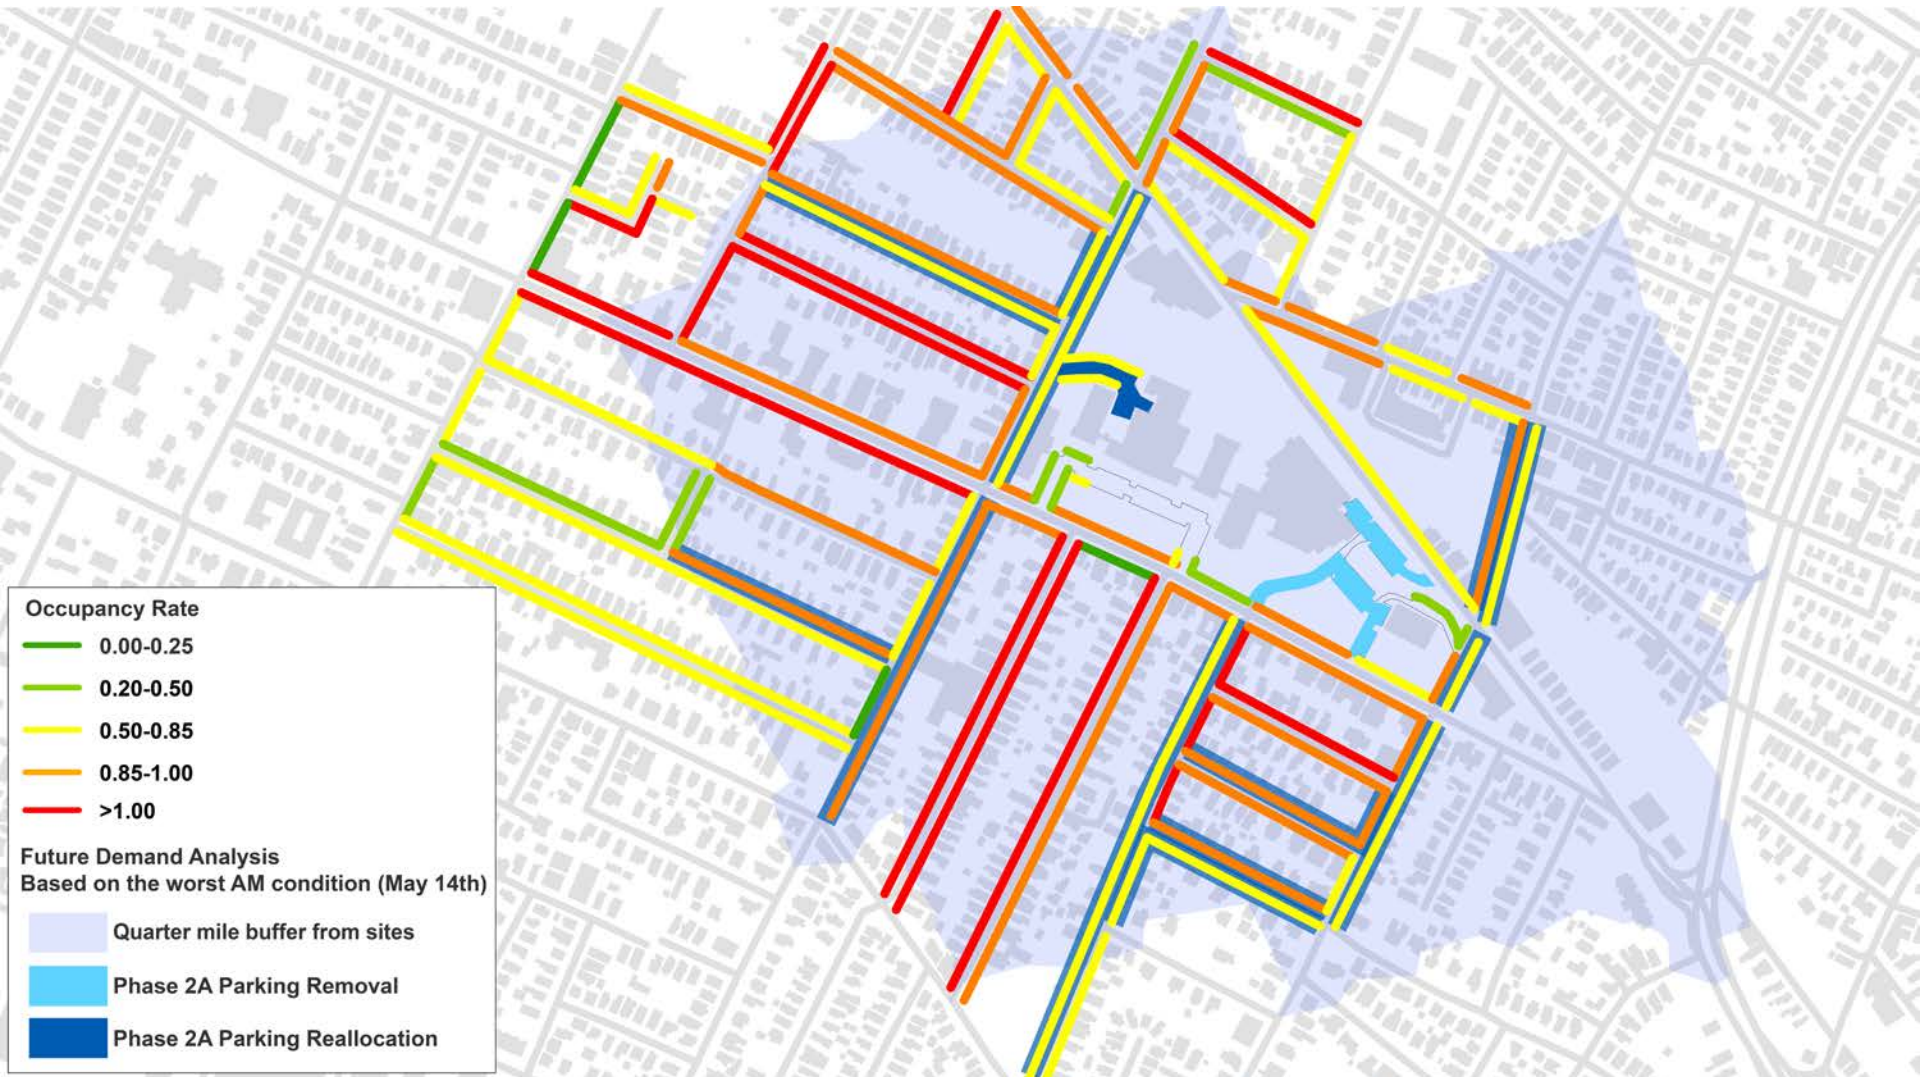 Occupancy Rate
0.00-0.25
0.20-0.50
0.50-0.85
0.85-1.00
>1.00
Future Demand Analysis
Based on the worst AM condition (May 14th)
Quarter mile buffer from sites
Phase 2A Parking Removal
Phase 2A Parking Reallocation